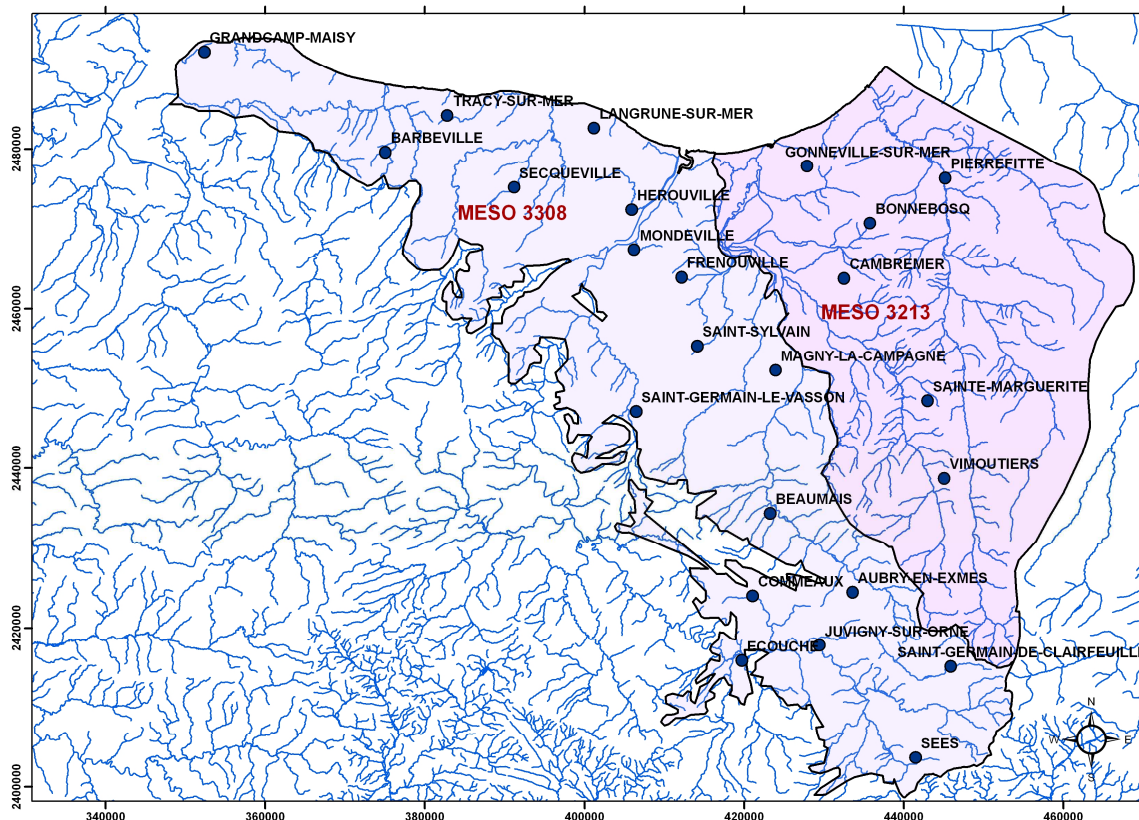 GRANDCAMP-MAISY
TRACY-SUR-MER
LANGRUNE-SUR-MER
BARBEVILLE
GONNEVILLE-SUR-MER
PIERREFITTE
SECQUEVILLE
HEROUVILLE
MESO 3308
BONNEBOSQ
MONDEVILLE
FRENOUVILLE
CAMBREMER
MESO 3213
SAINT-SYLVAIN
MAGNY-LA-CAMPAGNE
SAINTE-MARGUERITE
SAINT-GERMAIN-LE-VASSON
VIMOUTIERS
BEAUMAIS
COMMEAUX
AUBRY-EN-EXMES
JUVIGNY-SUR-ORNE
ECOUCHE
SAINT-GERMAIN-DE-CLAIRFEUILLE
SEES
N
W
E
S
2480000
2460000
2440000
2420000
2400000
340000
360000
380000
400000
420000
440000
460000